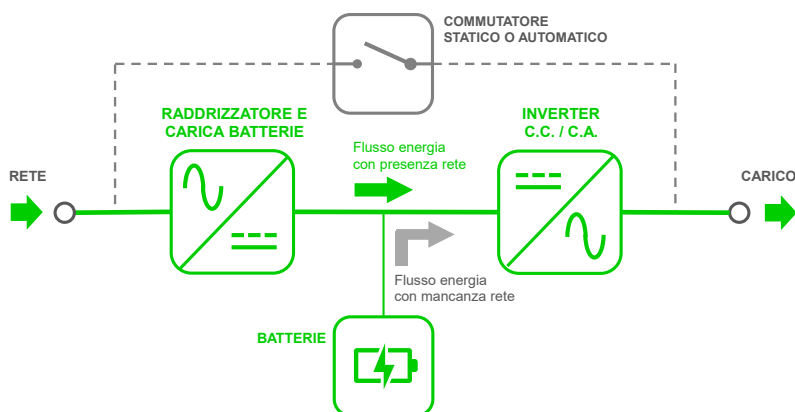 COMMUTATORE
STATICO O AUTOMATICO
RADDRIZZATORE E
CARICA BATTERIE
INVERTER
C.C. / C.A.
Flusso energia
con presenza rete
RETE
CARICO
Flusso energia
con mancanza rete
BATTERIE